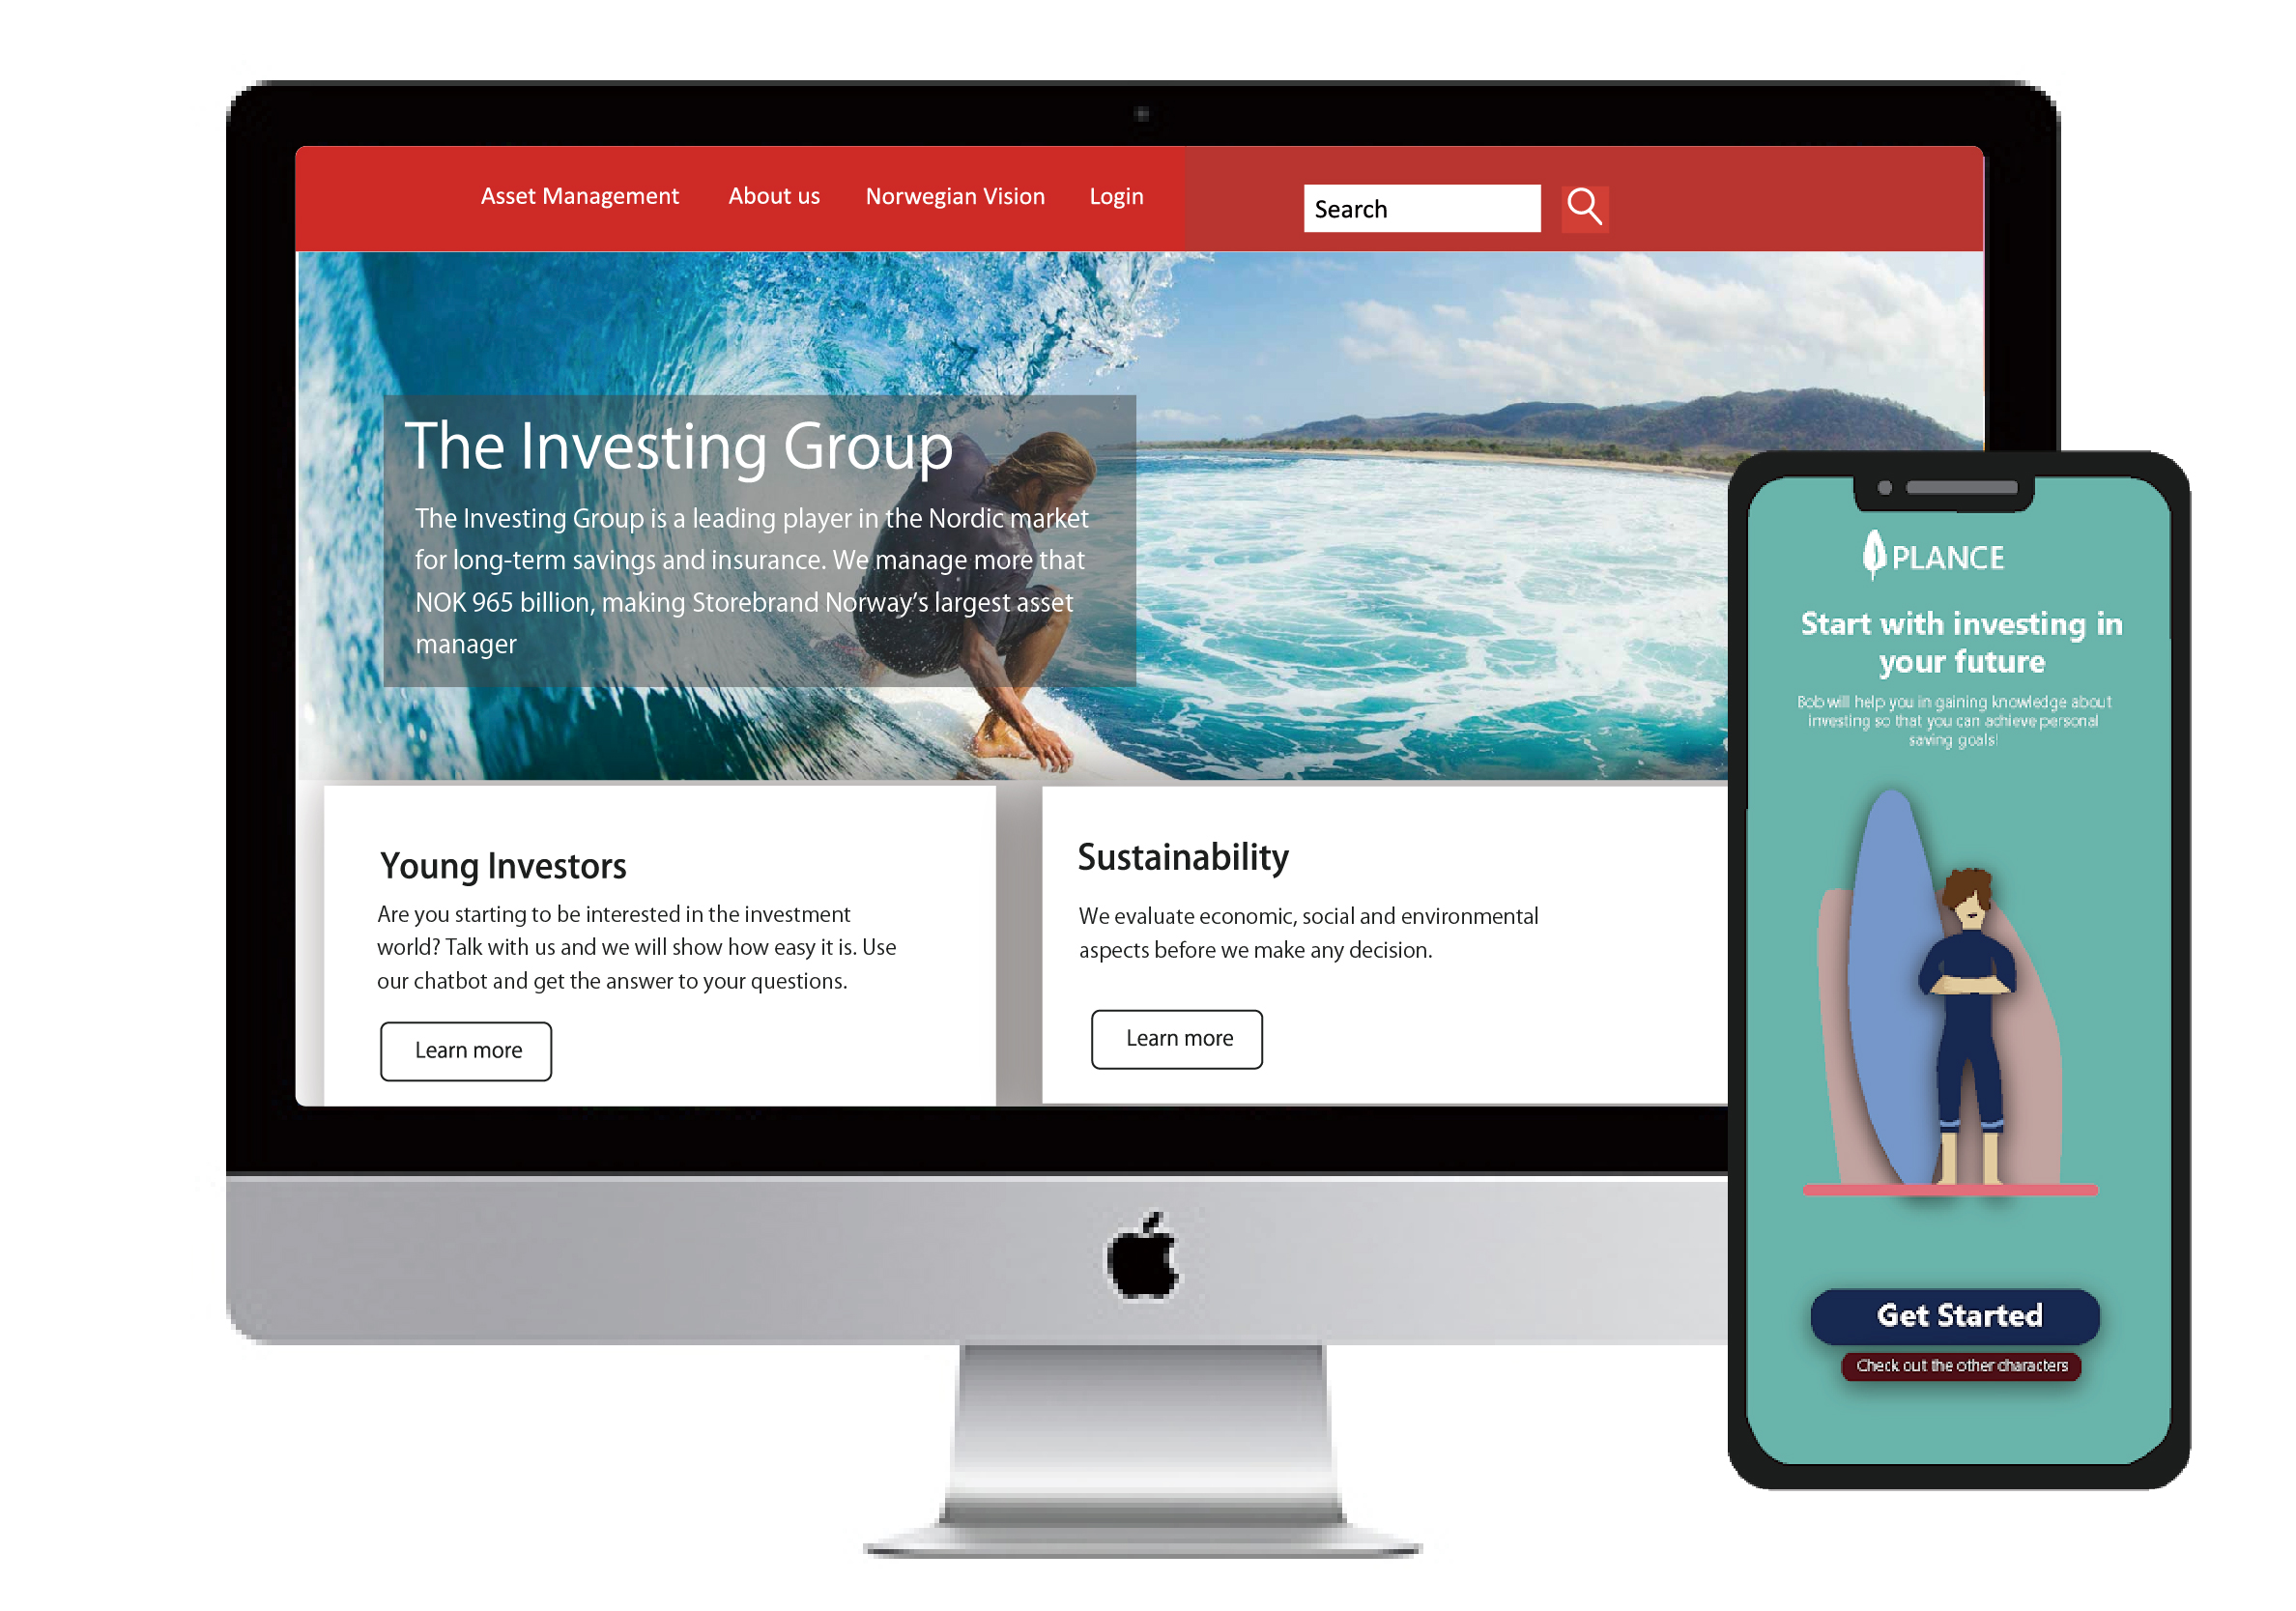 Asset Management About us Norwegian Vision Login
Search
The Investing Group
The Investing Group is a leading player in the Nordic market
for long-term savings and insurance. We manage more that
NOK 965 billion, making Storebrand Norway's largest asset
manager
Young Investors
Are you starting to be interested in the investment
world? Talk with us and we will show how easy it is. Use
our chatbot and get the answer to your questions.
Learn more
Sustainability
We evaluate economic, social and environmental
aspects before we make any decision.
Learn more
PLANCE
Start with investing in
your future
Bob will help you in gaining knowledge about
investing so that you can achieve personal
saving goals!
Get Started
Check out the other characters